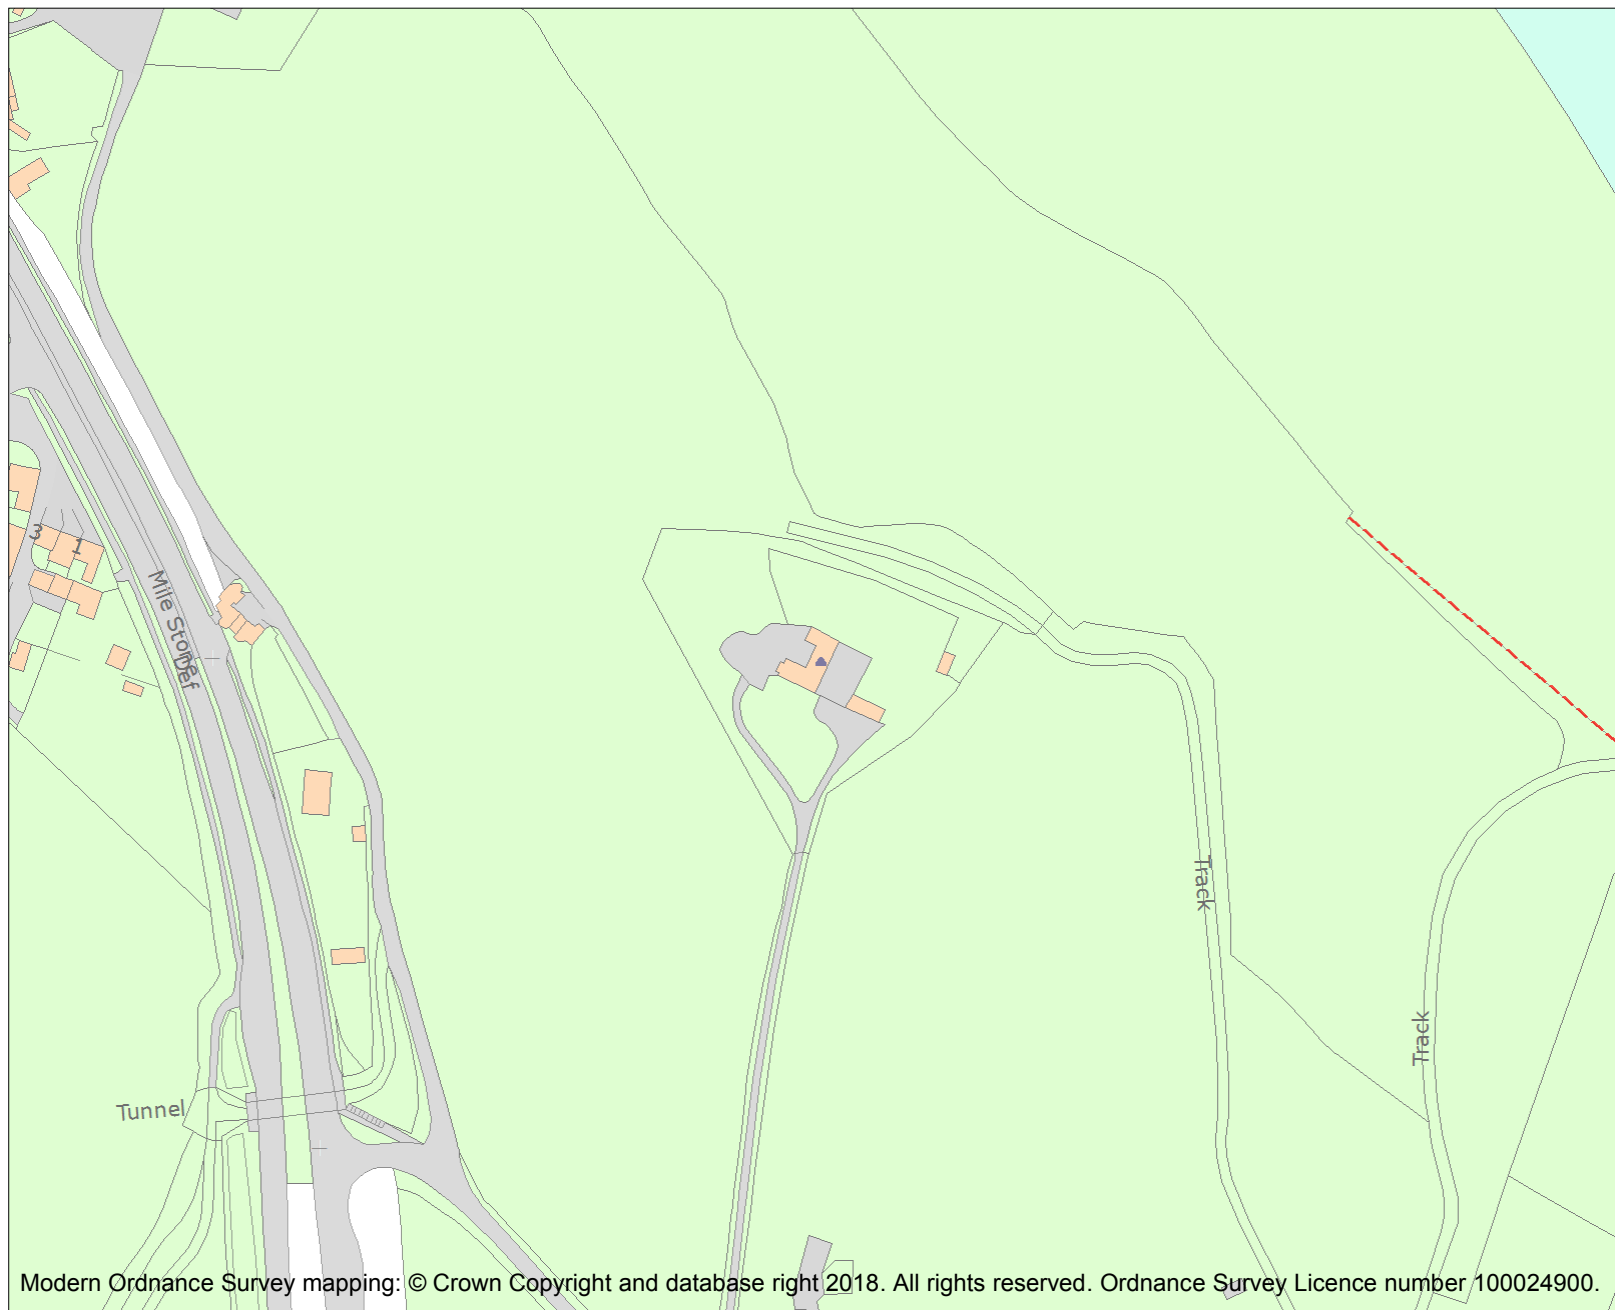 3
1
Mile Stone
Def
Track
Track
Tunnel
Modern Ordnance Survey mapping: © Crown Copyright and database right 2018. All rights reserved. Ordnance Survey Licence number 100024900.